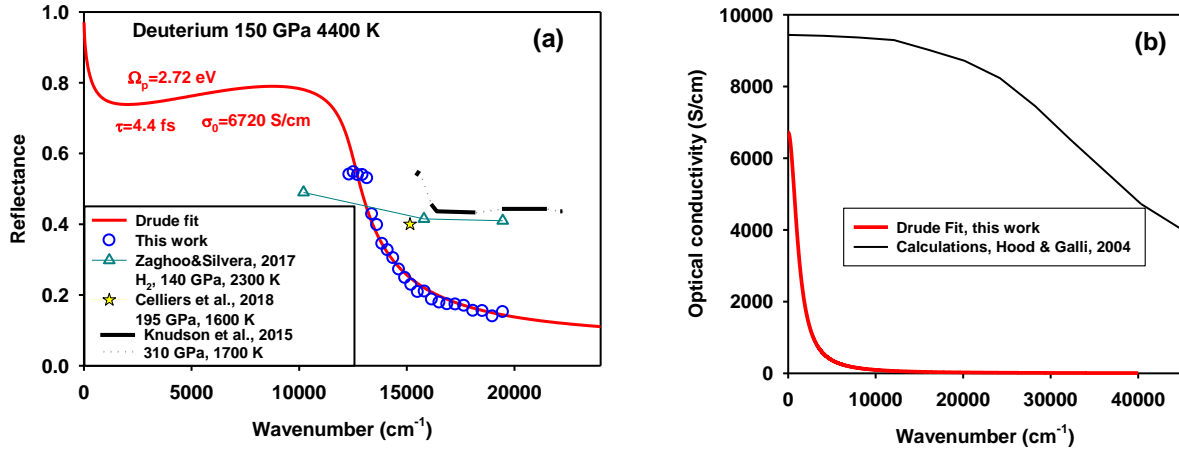 (a)
Deuterium 150 GPa 4400 K
Ωp=2.72 eV
τ=4.4 fs
σ0=6720 S/cm
Reflectance
1.0
0.8
0.6
0.4
0.2
0.0
Drude fit
This work
Zaghoo&Silvera, 2017
H2, 140 GPa, 2300 K
Celliers et al., 2018
195 GPa, 1600 K
Knudson et al., 2015
310 GPa, 1700 K
0 5000 10000 15000 20000
Wavenumber (cm-1)
(b)
Optical conductivity (S/cm)
10000
8000
6000
4000
2000
0
Drude Fit, this work
Calculations, Hood & Galli, 2004
0 10000 20000 30000 40000
Wavenumber (cm-1)